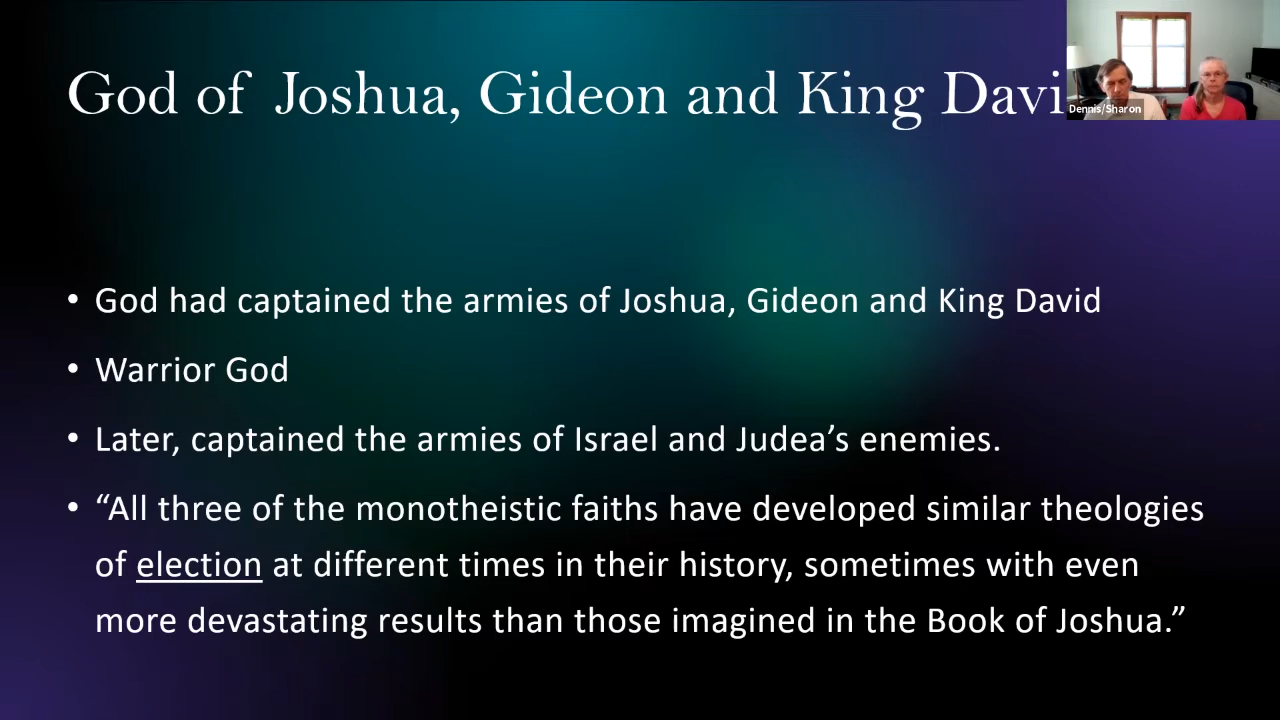 God of Joshua, Gideon and King Davi
Dennis/Sharon
• God had captained the armies of Joshua, Gideon and King David
• Warrior God
• Later, captained the armies of Israel and Judea’s enemies.
• “All three of the monotheistic faiths have developed similar theologies
of election at different times in their history, sometimes with even
more devastating results than those imagined in the Book of Joshua.”